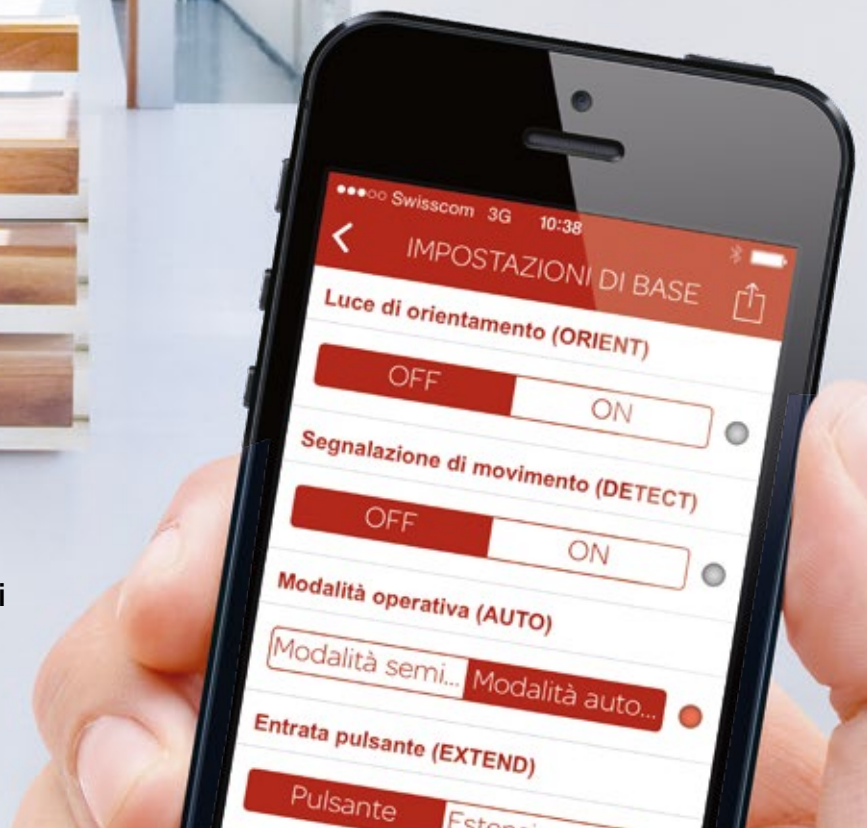 Swisscom 3G 10:38
IMPOSTAZIONI DI BASE
Luce di orientamento (ORIENT)
OFF ON
Segnalazione di movimento (DETECT)
OFF ON
i
Modalità operativa (AUTO)
Modalità semi... Modalità auto...
Entrata pulsante (EXTEND)
Pulsante